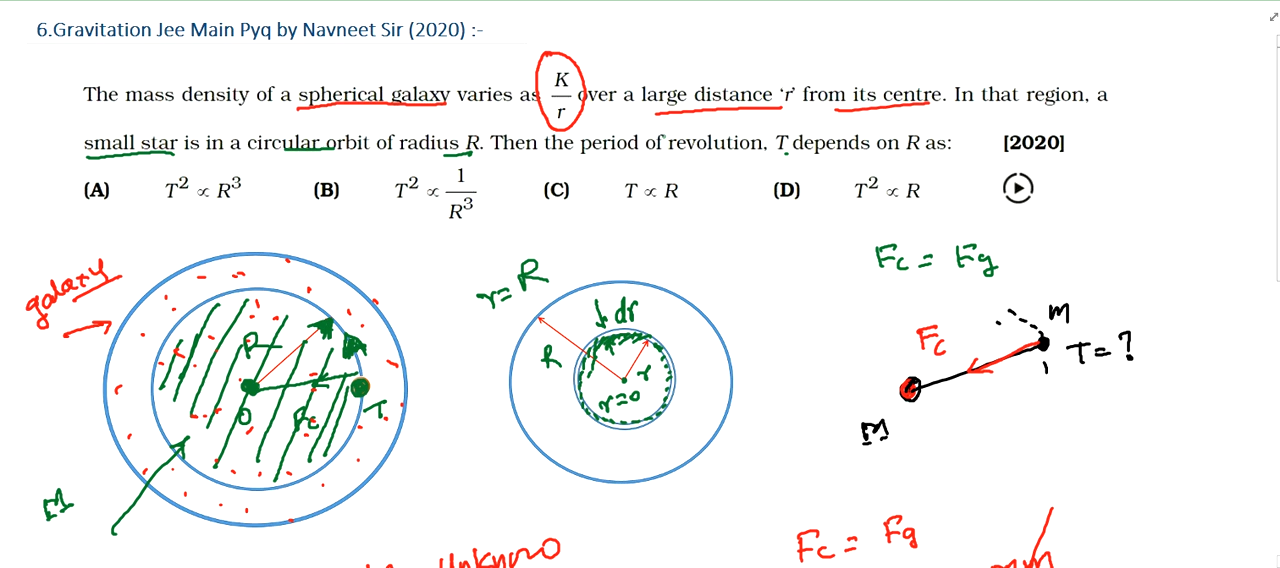 6.Gravitation Jee Main Pyq by Navneet Sir (2020) :-
The mass density of a spherical galaxy varies as K/r over a large distance 'r' from its centre. In that region, a
small star is in a circular orbit of radius R. Then the period of revolution, T depends on R as: [2020]
(A) T² ∝ R³ (B) T² ∝ 1/R³ (C) T ∝ R (D) T² ∝ R
galaxy
R
O
Fc
T
M
r=R
dr
R
r
r=0
Fc = Fg
m
Fc
T=?
M
Unknown
Fc = Fg